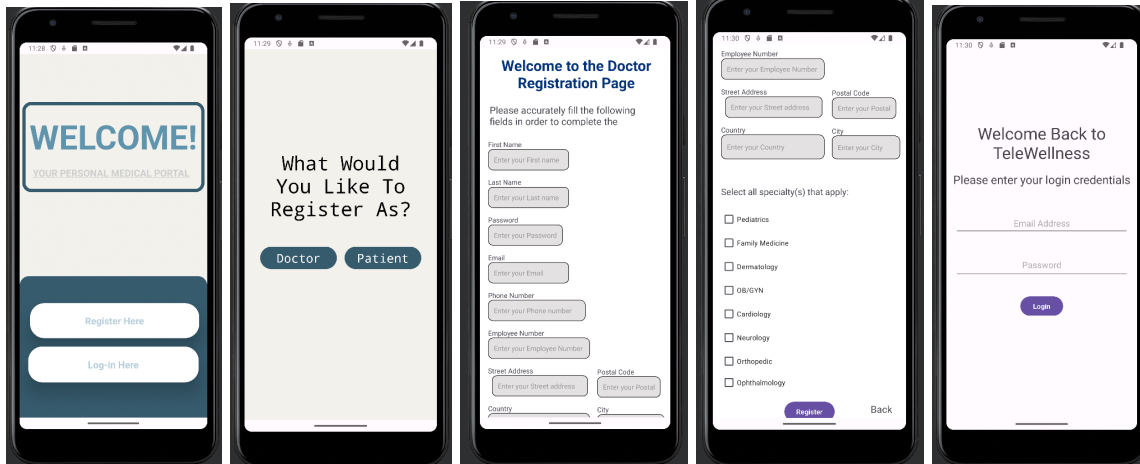 11:28
WELCOME!
YOUR PERSONAL MEDICAL PORTAL
Register Here
Log-in Here
11:29
What Would
You Like To
Register As?
Doctor Patient
11:29
Welcome to the Doctor
Registration Page
Please accurately fill the following
fields in order to complete the
First Name
Enter your First name
Last Name
Enter your Last name
Password
Enter your Password
Email
Enter your Email
Phone Number
Enter your Phone number
Employee Number
Enter your Employee Number
Street Address Postal Code
Enter your Street address Enter your Postal
Country City
11:30
Employee Number
Enter your Employee Number
Street Address Postal Code
Enter your Street address Enter your Postal
Country City
Enter your Country Enter your City
Select all specialty(s) that apply:
Pediatrics
Family Medicine
Dermatology
OB/GYN
Cardiology
Neurology
Orthopedic
Ophthalmology
Register Back
11:30
Welcome Back to
TeleWellness
Please enter your login credentials
Email Address
Password
Login